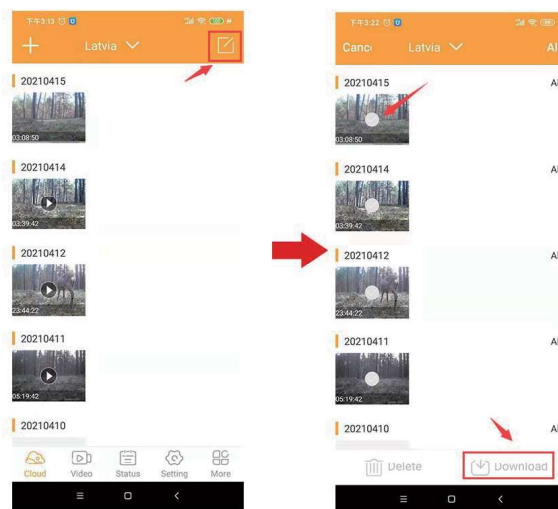 下午3:13
Latvia
20210415
03:08:50
20210414
03:39:42
20210412
23:44:22
20210411
05:19:42
20210410
Cloud Video Status Setting More
下午3:22
Canc Latvia Al
20210415 Al
03:08:50
20210414 Al
03:39:42
20210412 Al
23:44:22
20210411 Al
05:19:42
20210410 Al
Delete Download